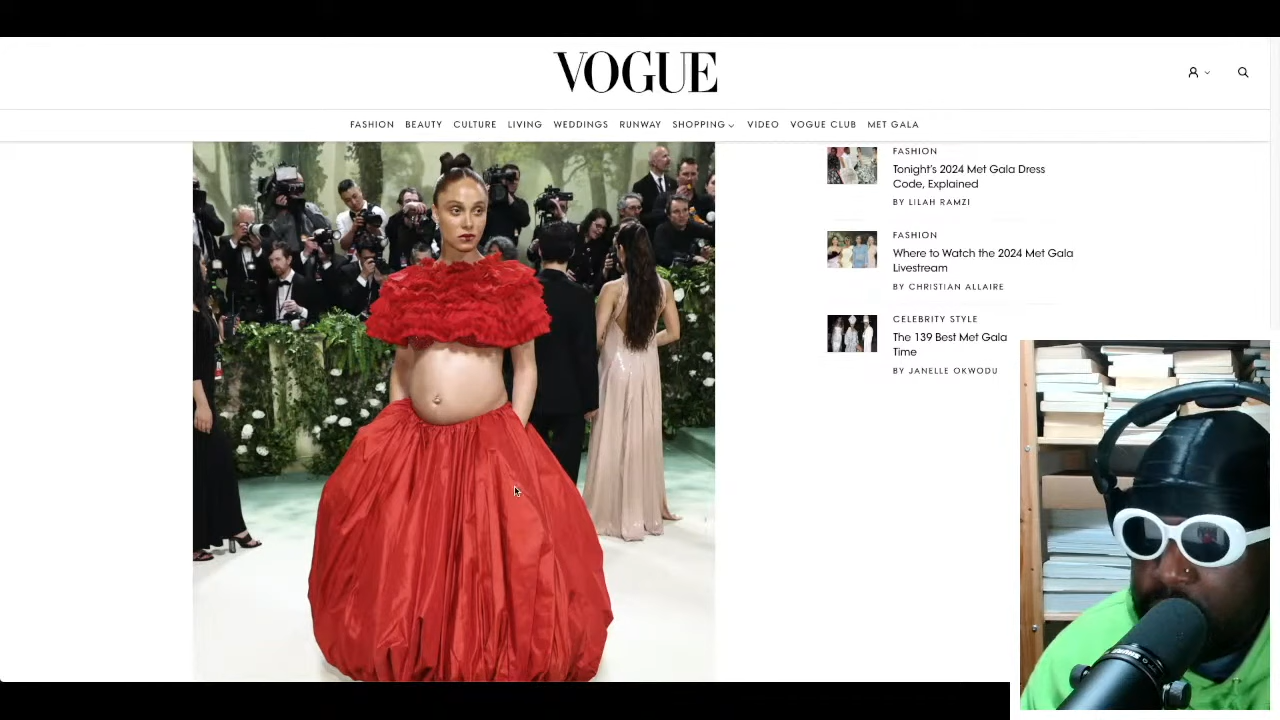 VOGUE
FASHION BEAUTY CULTURE LIVING WEDDINGS RUNWAY SHOPPING VIDEO VOGUE CLUB MET GALA
FASHION
Tonight's 2024 Met Gala Dress
Code, Explained
BY LILAH RAMZI
FASHION
Where to Watch the 2024 Met Gala
Livestream
BY CHRISTIAN ALLAIRE
CELEBRITY STYLE
The 139 Best Met Gala
Time
BY JANELLE OKWODU